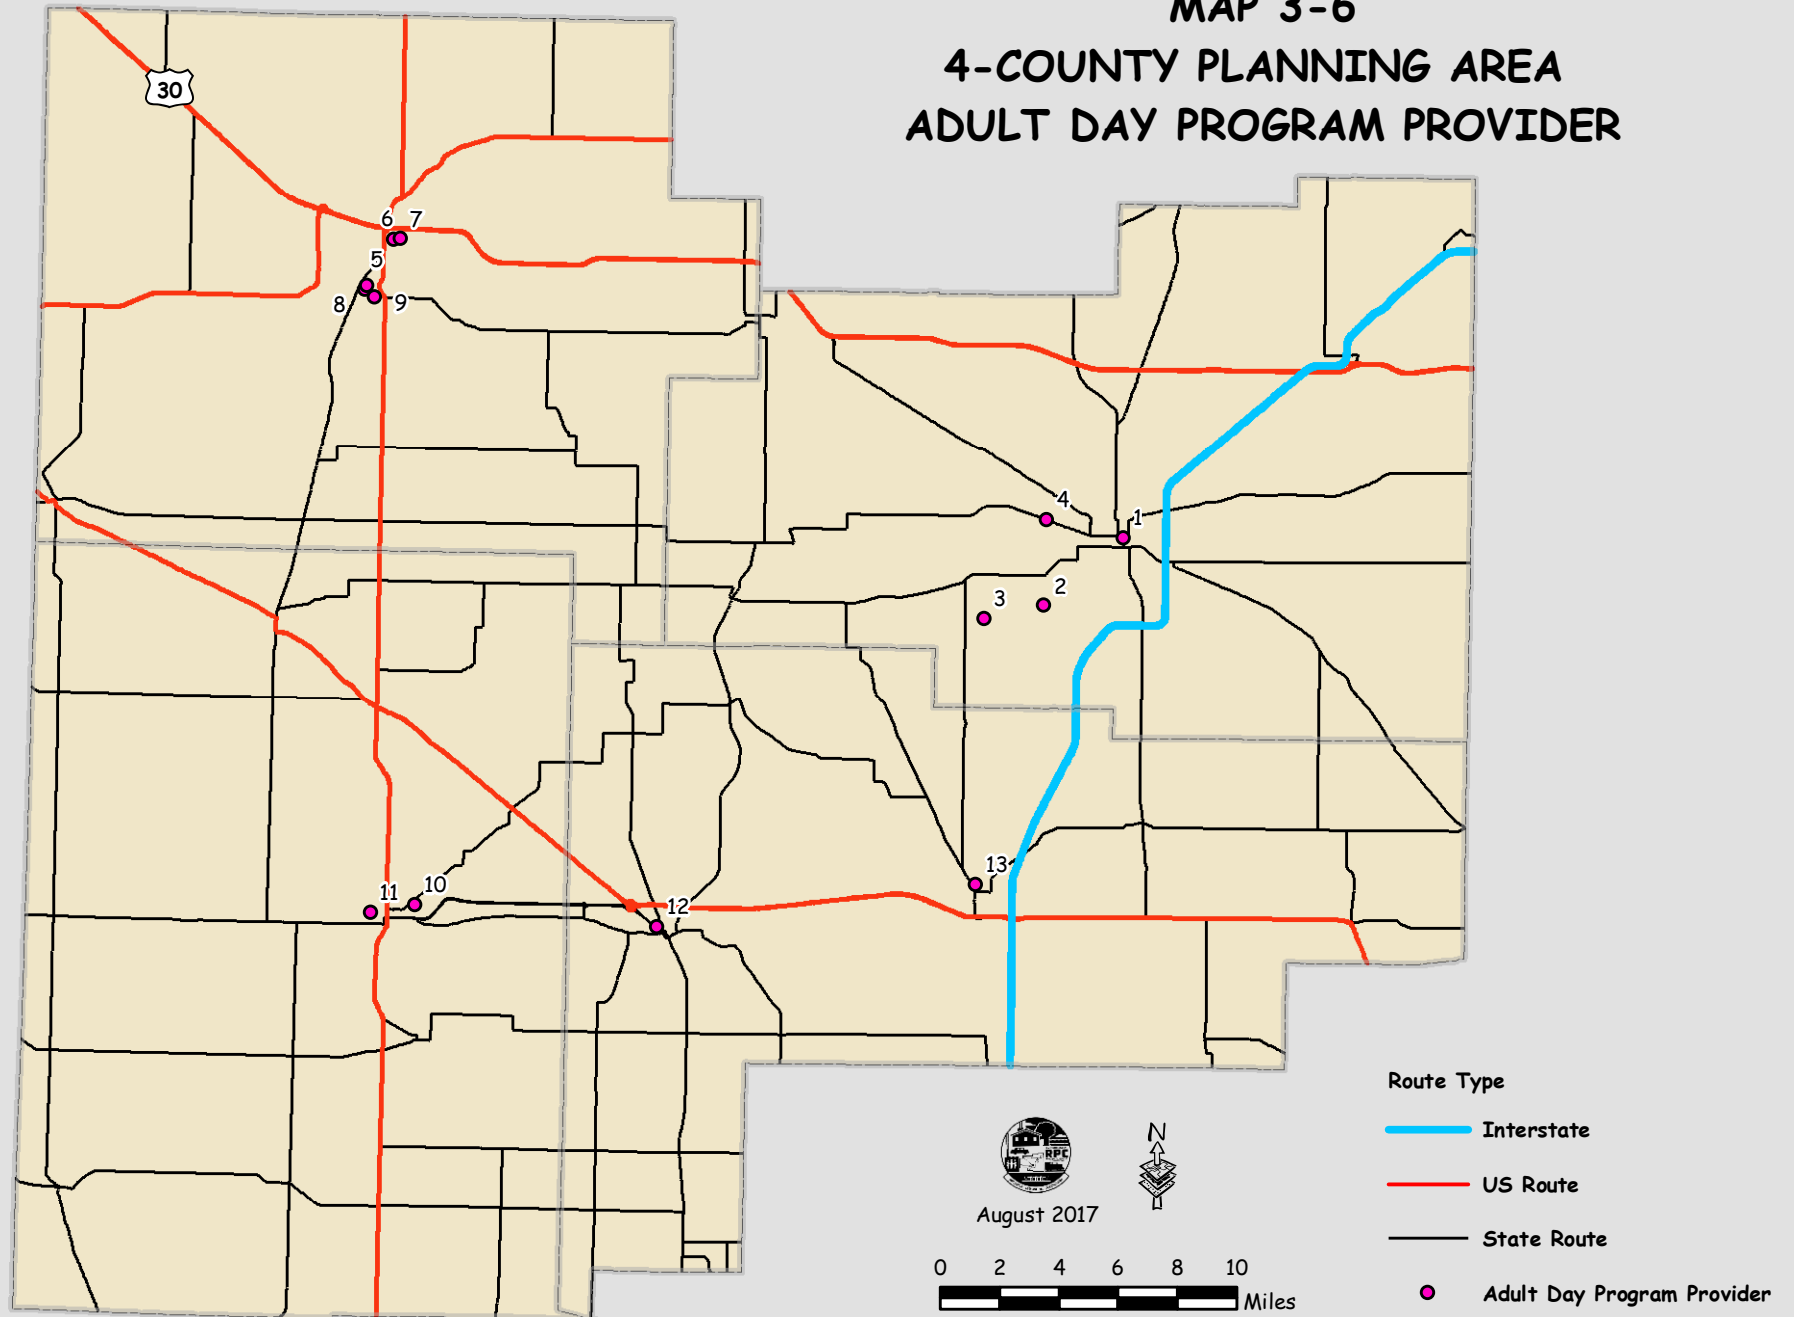 MAP 3-6
4-COUNTY PLANNING AREA
ADULT DAY PROGRAM PROVIDER
30
6 7
5
8 9
4
1
2
3
13
11 10
12
Route Type
Interstate
US Route
State Route
Adult Day Program Provider
RPC
N
August 2017
0 2 4 6 8 10
Miles